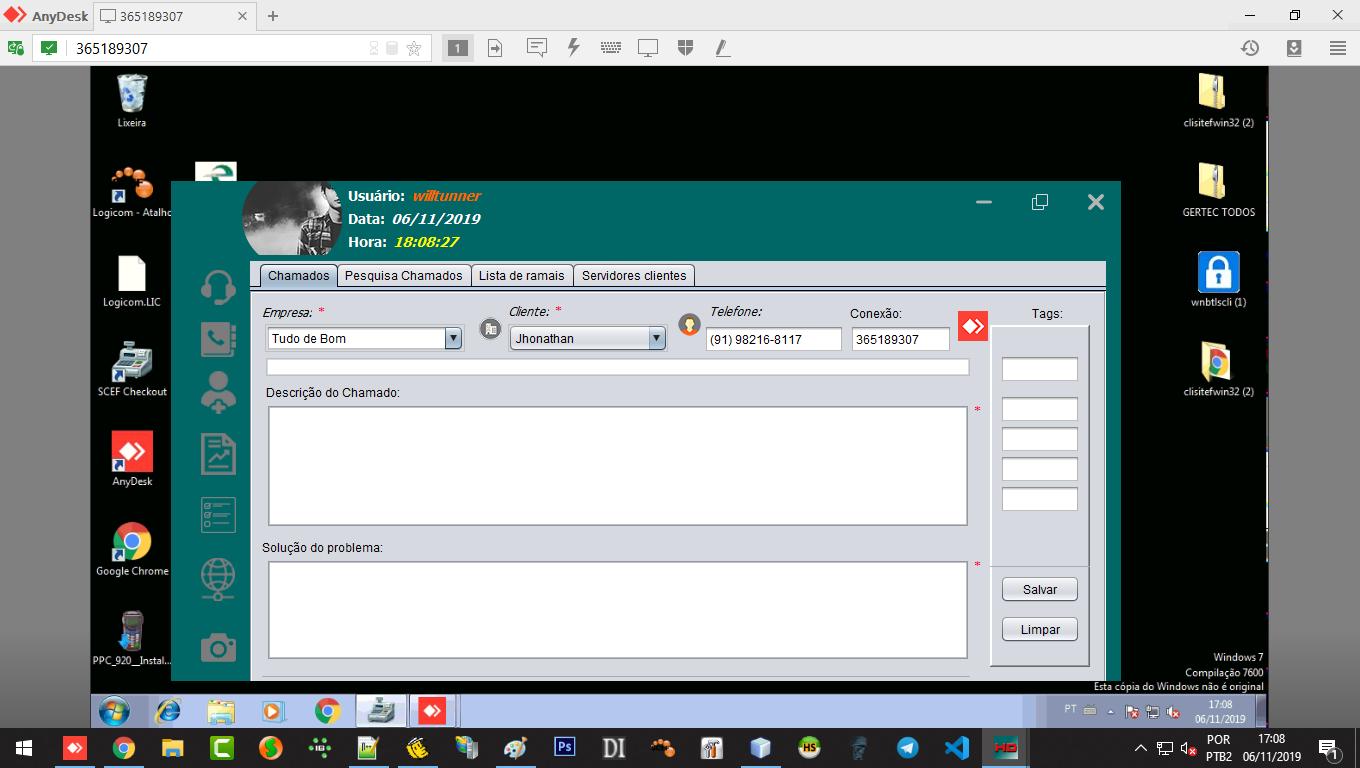 AnyDesk
365189307
365189307
1
Lixeira
clisitefwin32 (2)
Logicom - Atalho
GERTEC TODOS
Usuário: willtunner
Data: 06/11/2019
Hora: 18:08:27
Logicom.LIC
wnbtlscli (1)
Chamados
Pesquisa Chamados
Lista de ramais
Servidores clientes
Empresa: *
Cliente: *
Telefone:
Conexão:
Tags:
Tudo de Bom
Jhonathan
(91) 98216-8117
365189307
SCEF Checkout
clisitefwin32 (2)
Descrição do Chamado:
*
AnyDesk
Solução do problema:
*
Google Chrome
Salvar
Limpar
PPC_920__Instal...
Windows 7
Compilação 7600
Esta cópia do Windows não é original
PT
17:08
06/11/2019
Ps
DI
HS
HD
POR
PTB2
17:08
06/11/2019
1